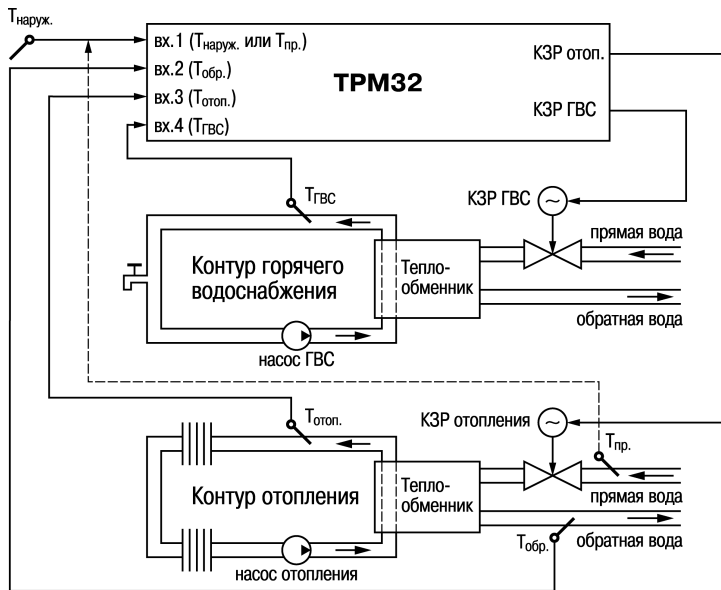 Tнаруж.
вх.1 (Tнаруж. или Tпр.)
КЗР отоп.
вх.2 (Tобр.)
ТРМ32
вх.3 (Tотоп.)
КЗР ГВС
вх.4 (TГВС)
TГВС
КЗР ГВС
~
прямая вода
Контур горячего
водоснабжения
Тепло-
обменник
обратная вода
насос ГВС
Tотоп.
КЗР отопления
~
Tпр.
Контур отопления
Тепло-
обменник
прямая вода
Tобр.
обратная вода
насос отопления